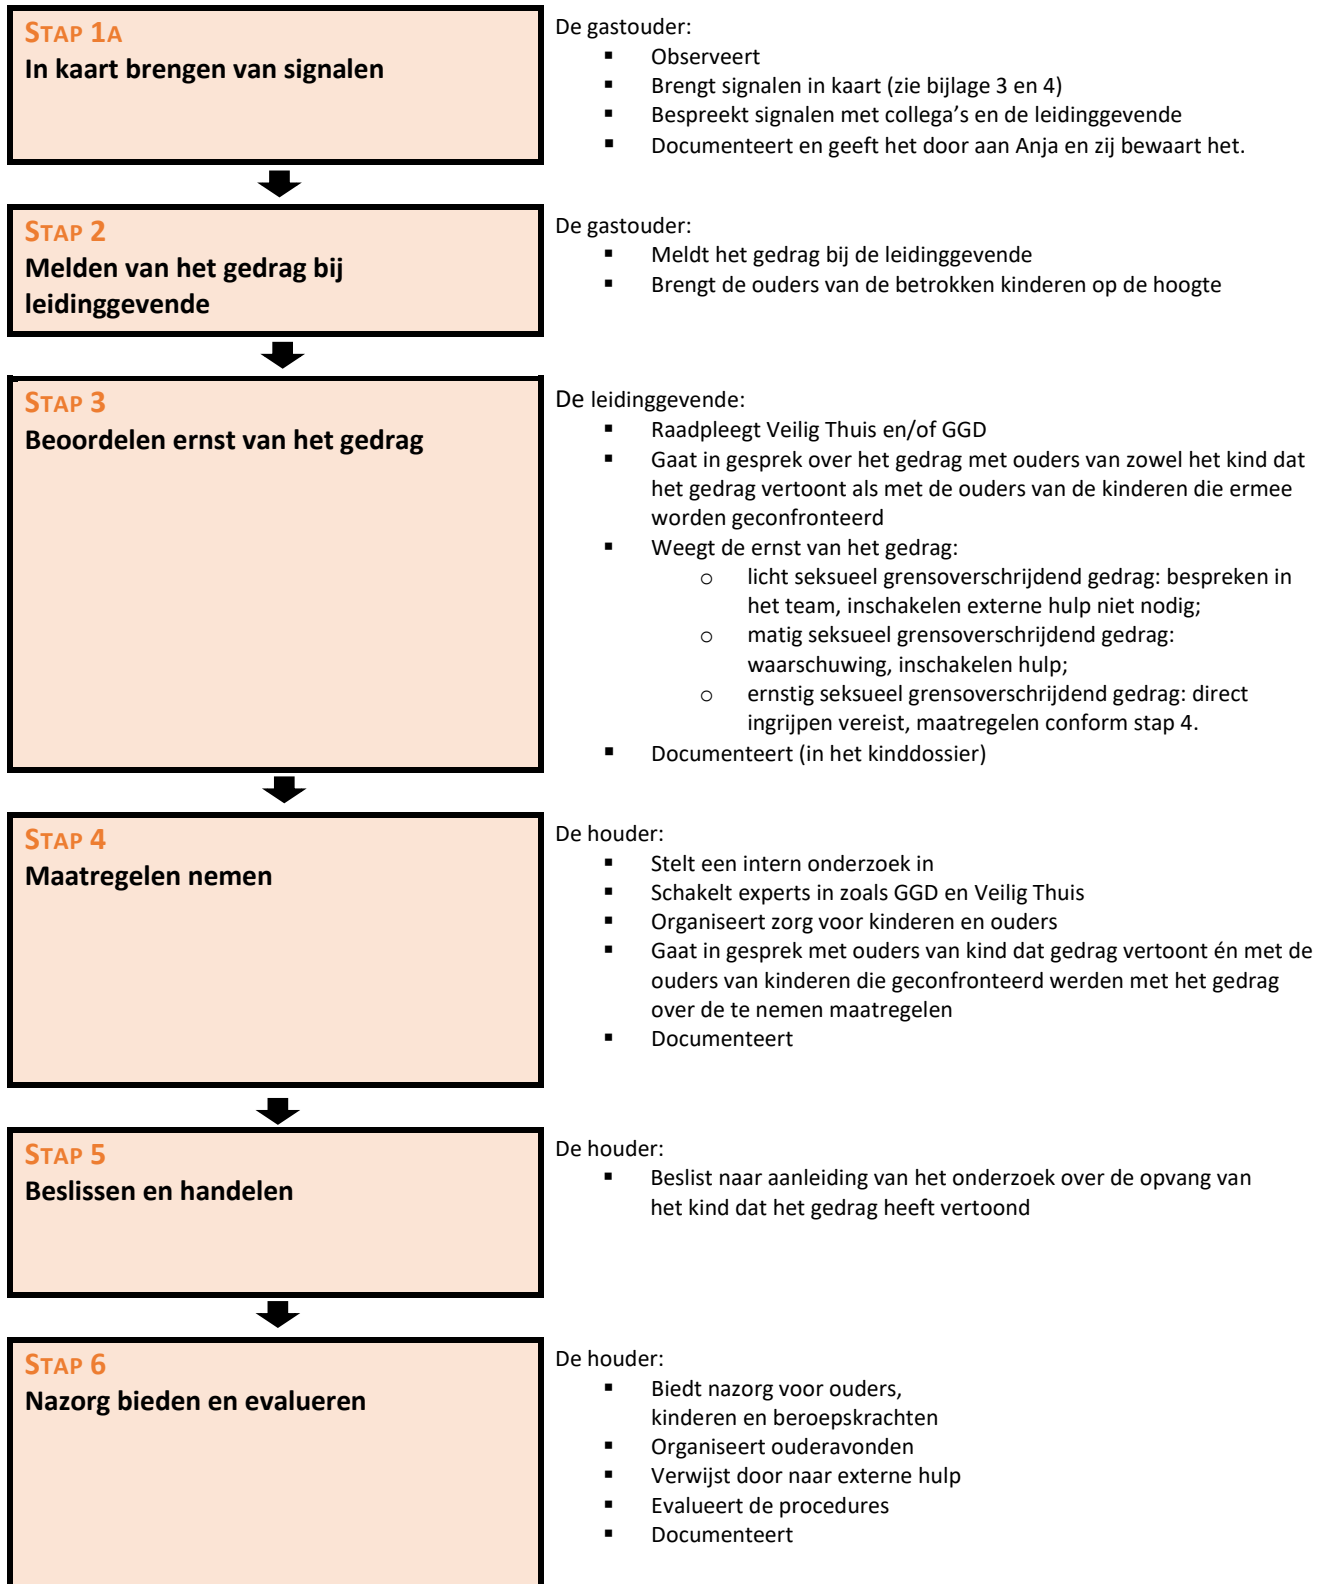 STAP 1A
In kaart brengen van signalen
De gastouder:
▪ Observeert
▪ Brengt signalen in kaart (zie bijlage 3 en 4)
▪ Bespreekt signalen met collega's en de leidinggevende
▪ Documenteert en geeft het door aan Anja en zij bewaart het.
STAP 2
Melden van het gedrag bij
leidinggevende
De gastouder:
▪ Meldt het gedrag bij de leidinggevende
▪ Brengt de ouders van de betrokken kinderen op de hoogte
STAP 3
Beoordelen ernst van het gedrag
De leidinggevende:
▪ Raadpleegt Veilig Thuis en/of GGD
▪ Gaat in gesprek over het gedrag met ouders van zowel het kind dat
het gedrag vertoont als met de ouders van de kinderen die ermee
worden geconfronteerd
▪ Weegt de ernst van het gedrag:
o licht seksueel grensoverschrijdend gedrag: bespreken in
het team, inschakelen externe hulp niet nodig;
o matig seksueel grensoverschrijdend gedrag:
waarschuwing, inschakelen hulp;
o ernstig seksueel grensoverschrijdend gedrag: direct
ingrijpen vereist, maatregelen conform stap 4.
▪ Documenteert (in het kinddossier)
STAP 4
Maatregelen nemen
De houder:
▪ Stelt een intern onderzoek in
▪ Schakelt experts in zoals GGD en Veilig Thuis
▪ Organiseert zorg voor kinderen en ouders
▪ Gaat in gesprek met ouders van kind dat gedrag vertoont én met de
ouders van kinderen die geconfronteerd werden met het gedrag
over de te nemen maatregelen
▪ Documenteert
STAP 5
Beslissen en handelen
De houder:
▪ Beslist naar aanleiding van het onderzoek over de opvang van
het kind dat het gedrag heeft vertoond
STAP 6
Nazorg bieden en evalueren
De houder:
▪ Biedt nazorg voor ouders,
kinderen en beroepskrachten
▪ Organiseert ouderavonden
▪ Verwijst door naar externe hulp
▪ Evalueert de procedures
▪ Documenteert